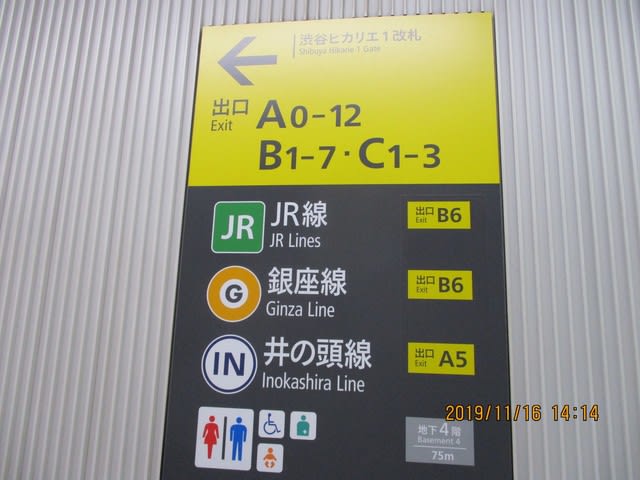 渋谷ヒカリエ1改札
Shibuya Hikarie 1 Gate
出口 A0-12
Exit
B1-7・C1-3
JR JR線 出口 B6
JR Lines Exit
G 銀座線 出口 B6
Ginza Line Exit
IN 井の頭線 出口 A5
Inokashira Line Exit
2019/11/16 14:14
地下4階
Basement 4
75m